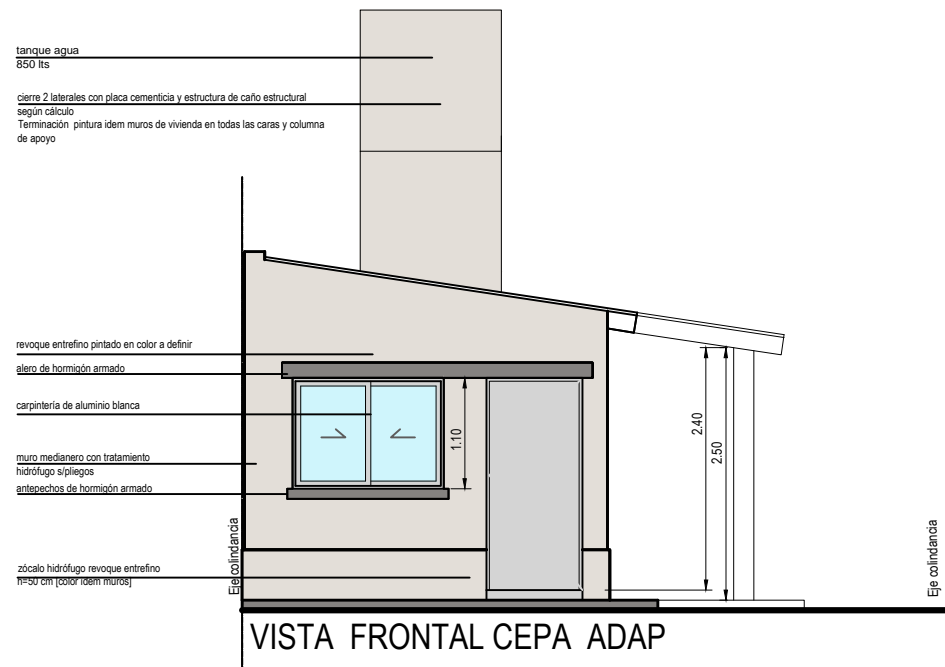 tanque agua
850 lts
cierre 2 laterales con placa cementicia y estructura de caño estructural
según cálculo
Terminación pintura idem muros de vivienda en todas las caras y columna
de apoyo
revoque entrefino pintado en color a definir
alero de hormigón armado
carpintería de aluminio blanca
muro medianero con tratamiento
hidrófugo s/pliegos
antepechos de hormigón armado
zócalo hidrófugo revoque entrefino
h=50 cm [color idem muros]
Eje colindancia
1.10
2.40
2.50
Eje colindancia
VISTA FRONTAL CEPA ADAP